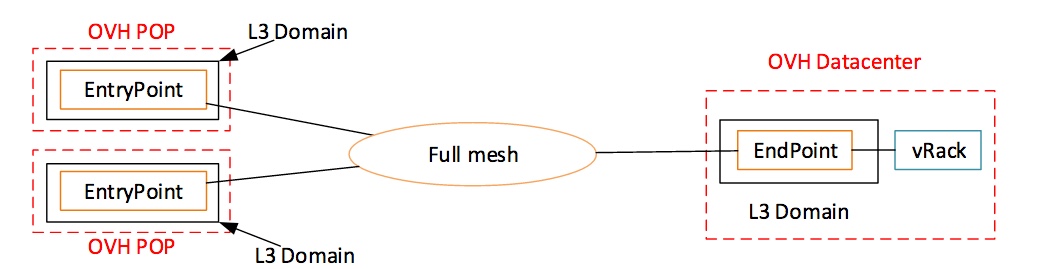 OVH POP
L3 Domain
EntryPoint
EntryPoint
OVH POP
L3 Domain
Full mesh
OVH Datacenter
EndPoint
vRack
L3 Domain